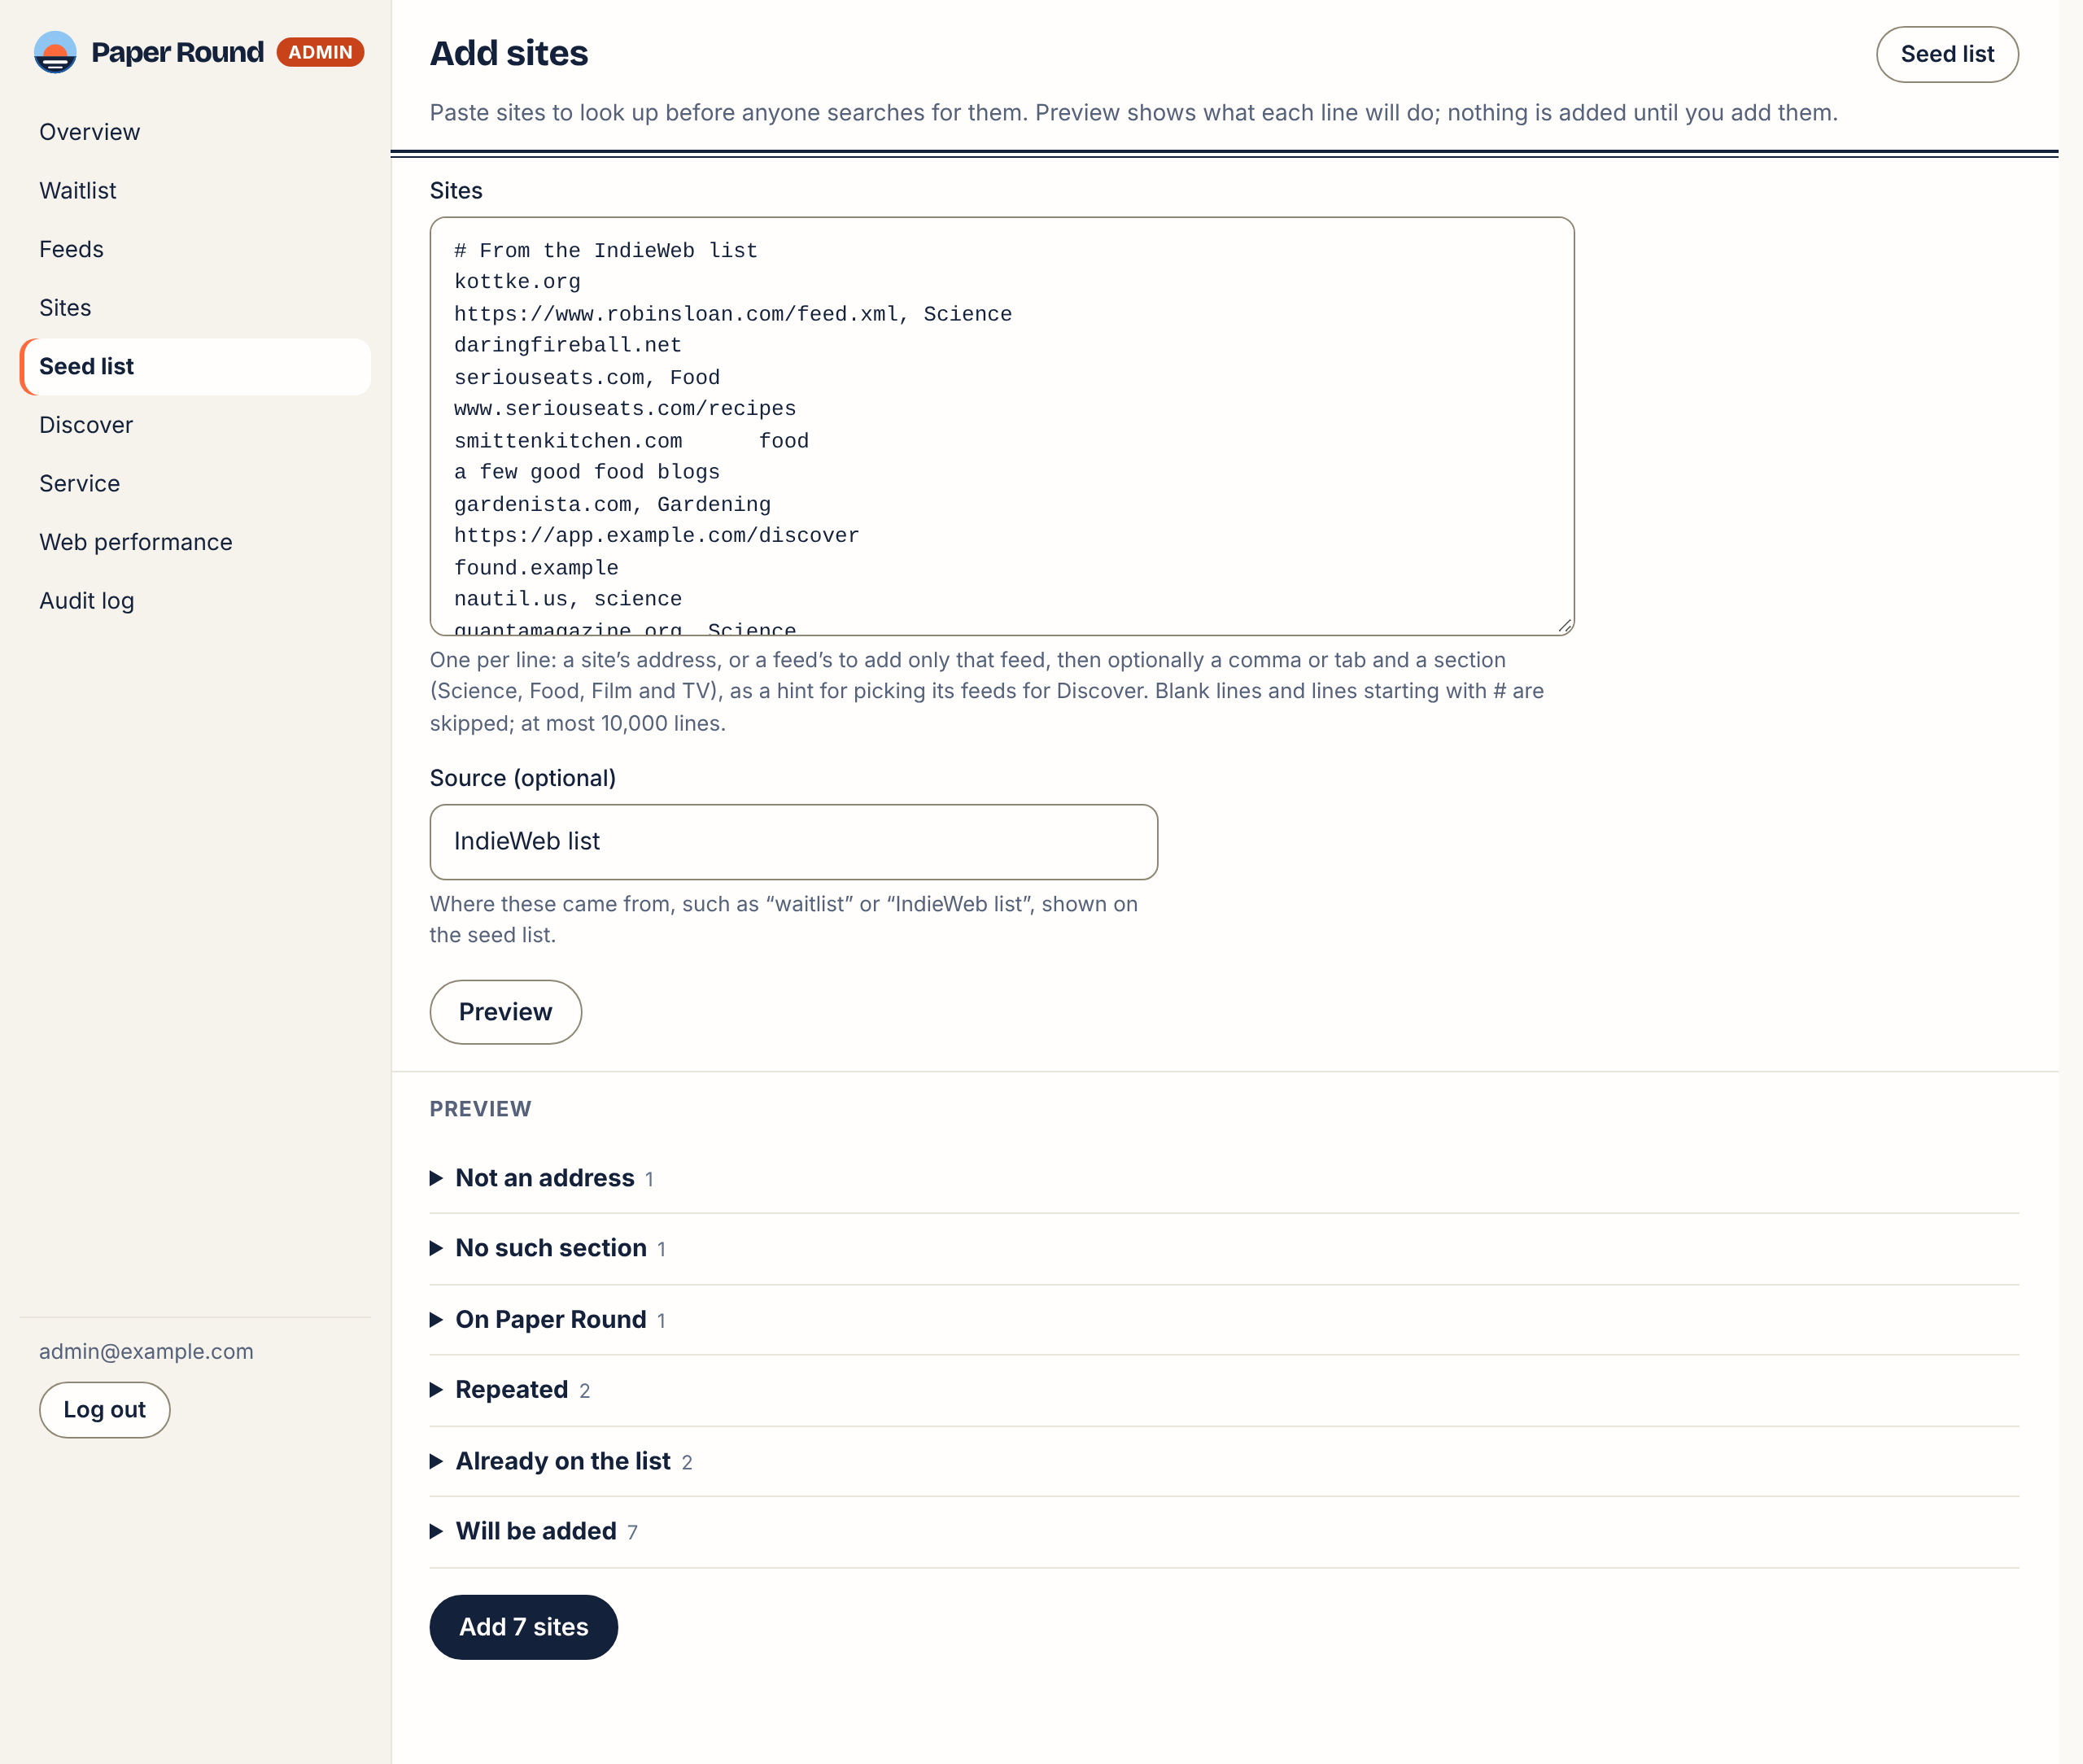 Paper Round ADMIN
Overview
Waitlist
Feeds
Sites
Seed list
Discover
Service
Web performance
Audit log
admin@example.com
Log out
Add sites
Seed list
Paste sites to look up before anyone searches for them. Preview shows what each line will do; nothing is added until you add them.
Sites
# From the IndieWeb list
kottke.org
https://www.robinsloan.com/feed.xml, Science
daringfireball.net
seriouseats.com, Food
www.seriouseats.com/recipes
smittenkitchen.com      food
a few good food blogs
gardenista.com, Gardening
https://app.example.com/discover
found.example
nautil.us, science
quantamagazine.org, Science
One per line: a site’s address, or a feed’s to add only that feed, then optionally a comma or tab and a section
(Science, Food, Film and TV), as a hint for picking its feeds for Discover. Blank lines and lines starting with # are
skipped; at most 10,000 lines.
Source (optional)
IndieWeb list
Where these came from, such as “waitlist” or “IndieWeb list”, shown on
the seed list.
Preview
PREVIEW
Not an address 1
No such section 1
On Paper Round 1
Repeated 2
Already on the list 2
Will be added 7
Add 7 sites